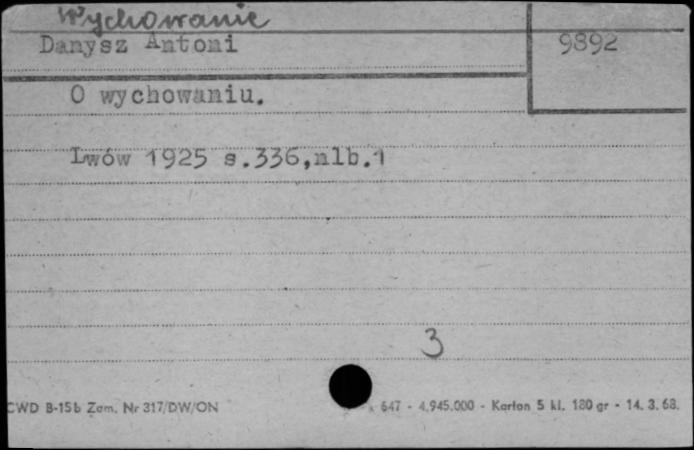 Wychowanie
Danysz Antoni
9892
O wychowaniu.
Lwów 1925 s.336,nlb.1
3
CWD B-15b Zam. Nr 317/DW/ON
647 - 4.945.000 - Karton 5 kl. 180 gr - 14. 3. 68.